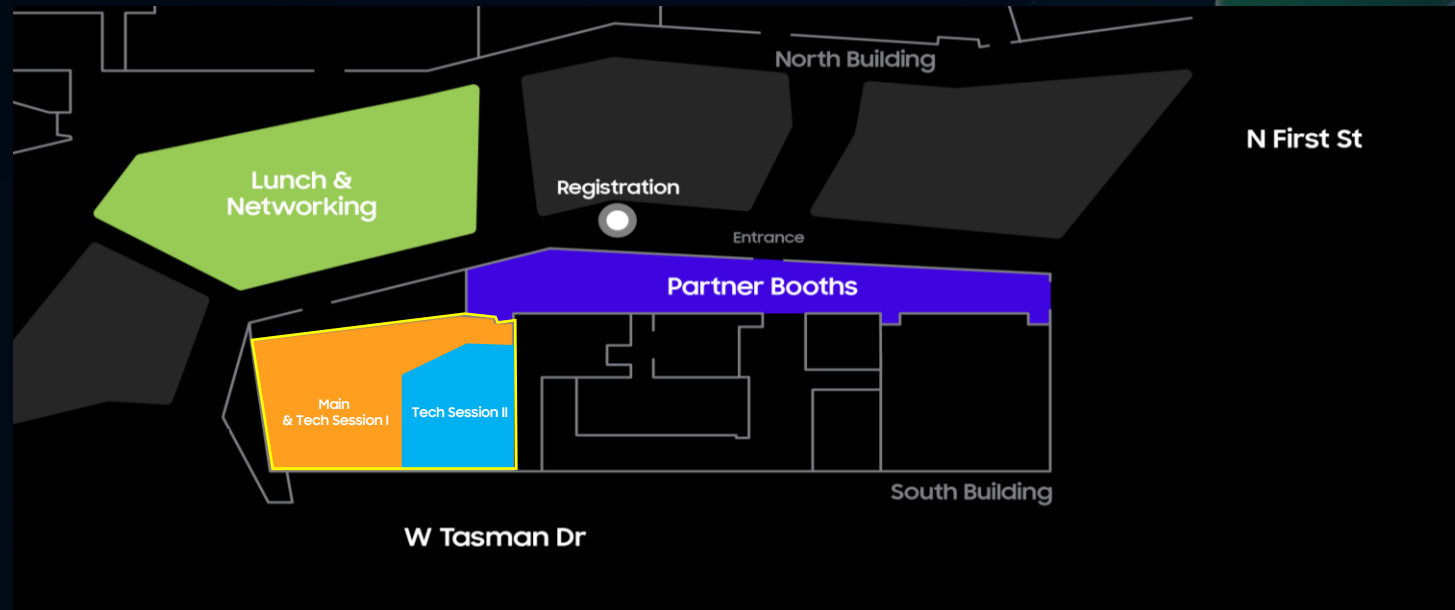 North Building
N First St
Lunch &
Networking
Registration
Entrance
Partner Booths
Main
& Tech Session I
Tech Session II
South Building
W Tasman Dr